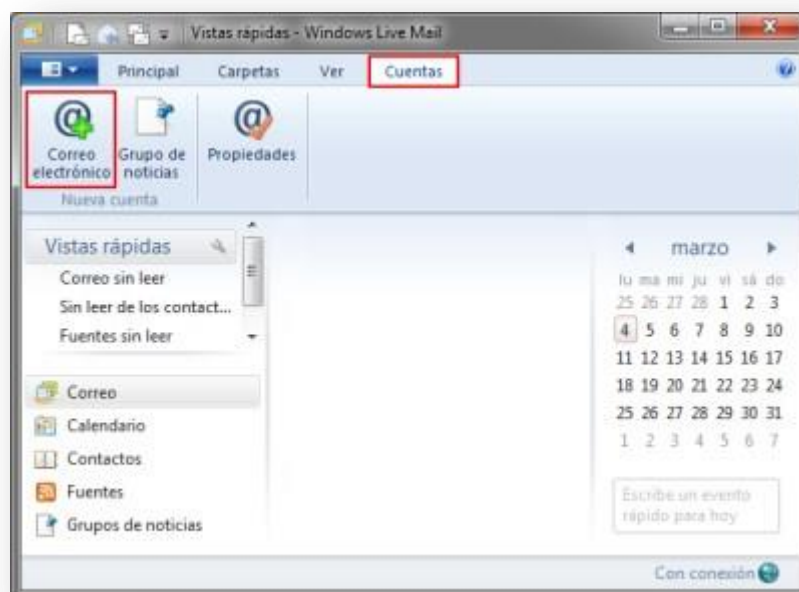 Vistas rápidas - Windows Live Mail
Principal Carpetas Ver Cuentas
Correo electrónico
Grupo de noticias
Propiedades
Nueva cuenta
Vistas rápidas
Correo sin leer
Sin leer de los contact...
Fuentes sin leer
Correo
Calendario
Contactos
Fuentes
Grupos de noticias
marzo
lu ma mi ju vi sá do
25 26 27 28 1 2 3
4 5 6 7 8 9 10
11 12 13 14 15 16 17
18 19 20 21 22 23 24
25 26 27 28 29 30 31
1 2 3 4 5 6 7
Escribe un evento
rápido para hoy
Con conexión